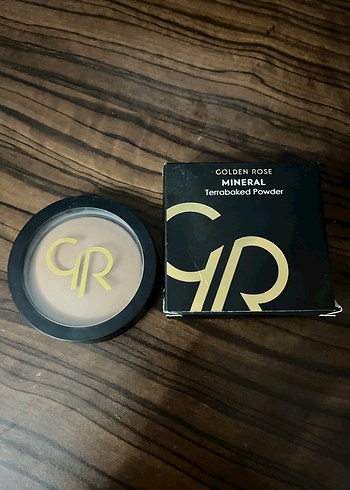 GOLDEN ROSE
MINERAL
Terrabaked Powder
GR
GR